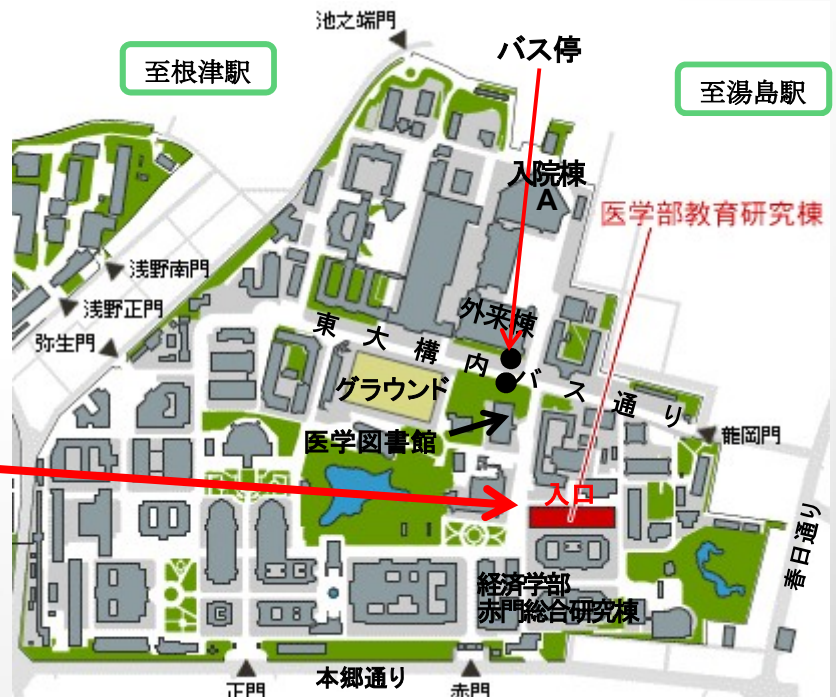 池之端門
バス停
至根津駅
至湯島駅
入院棟
A
医学部教育研究棟
浅野南門
浅野正門
弥生門
外来棟
東大構内バス通り
グラウンド
医学図書館
龍岡門
入口
春日通り
経済学部
赤門総合研究棟
本郷通り
正門
赤門